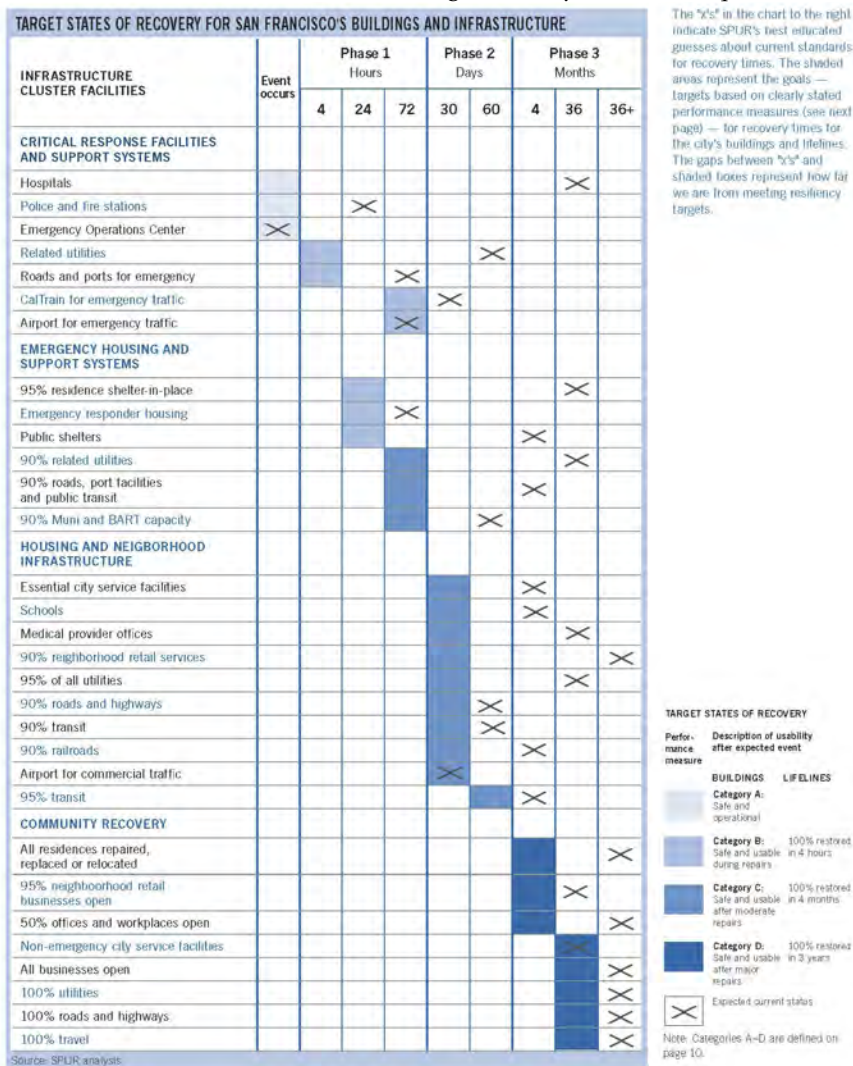 TARGET STATES OF RECOVERY FOR SAN FRANCISCO'S BUILDINGS AND INFRASTRUCTURE
INFRASTRUCTURE
CLUSTER FACILITIES
Event
occurs
Phase 1
Hours
Phase 2
Days
Phase 3
Months
4 24 72 30 60 4 36 36+
CRITICAL RESPONSE FACILITIES
AND SUPPORT SYSTEMS
Hospitals
Police and fire stations
Emergency Operations Center
Related utilities
Roads and ports for emergency
CalTrain for emergency traffic
Airport for emergency traffic
EMERGENCY HOUSING AND
SUPPORT SYSTEMS
95% residence shelter-in-place
Emergency responder housing
Public shelters
90% related utilities
90% roads, port facilities
and public transit
90% Muni and BART capacity
HOUSING AND NEIGBORHOOD
INFRASTRUCTURE
Essential city service facilities
Schools
Medical provider offices
90% neighborhood retail services
95% of all utilities
90% roads and highways
90% transit
90% railroads
Airport for commercial traffic
95% transit
COMMUNITY RECOVERY
All residences repaired,
replaced or relocated
95% neighborhood retail
businesses open
50% offices and workplaces open
Non-emergency city service facilities
All businesses open
100% utilities
100% roads and highways
100% travel
Source: SPUR analysis
The "x's" in the chart to the right
indicate SPUR's best educated
guesses about current standards
for recovery times. The shaded
areas represent the goals —
targets based on clearly stated
performance measures (see next
page) — for recovery times for
the city's buildings and lifelines.
The gaps between "x's" and
shaded boxes represent how far
we are from meeting resiliency
targets.
TARGET STATES OF RECOVERY
Perfor-
mance
measure
Description of usability
after expected event
BUILDINGS LIFELINES
Category A:
Safe and
operational
Category B: 100% restored
Safe and usable in 4 hours
during repairs
Category C: 100% restored
Safe and usable in 4 months
after moderate
repairs
Category D: 100% restored
Safe and usable in 3 years
after major
repairs
Expected current status
Note: Categories A–D are defined on
page 10.